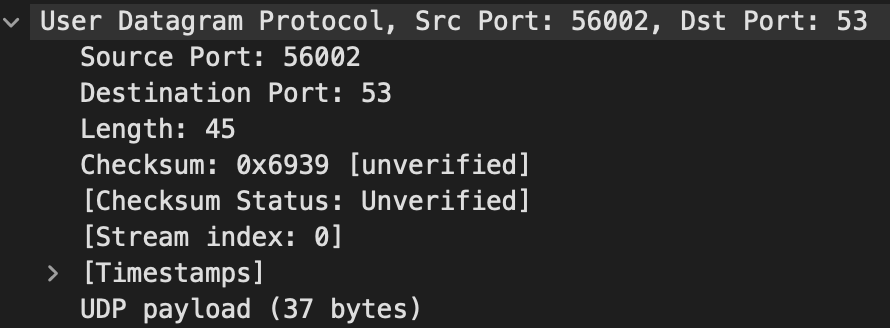 User Datagram Protocol, Src Port: 56002, Dst Port: 53
Source Port: 56002
Destination Port: 53
Length: 45
Checksum: 0x6939 [unverified]
[Checksum Status: Unverified]
[Stream index: 0]
[Timestamps]
UDP payload (37 bytes)